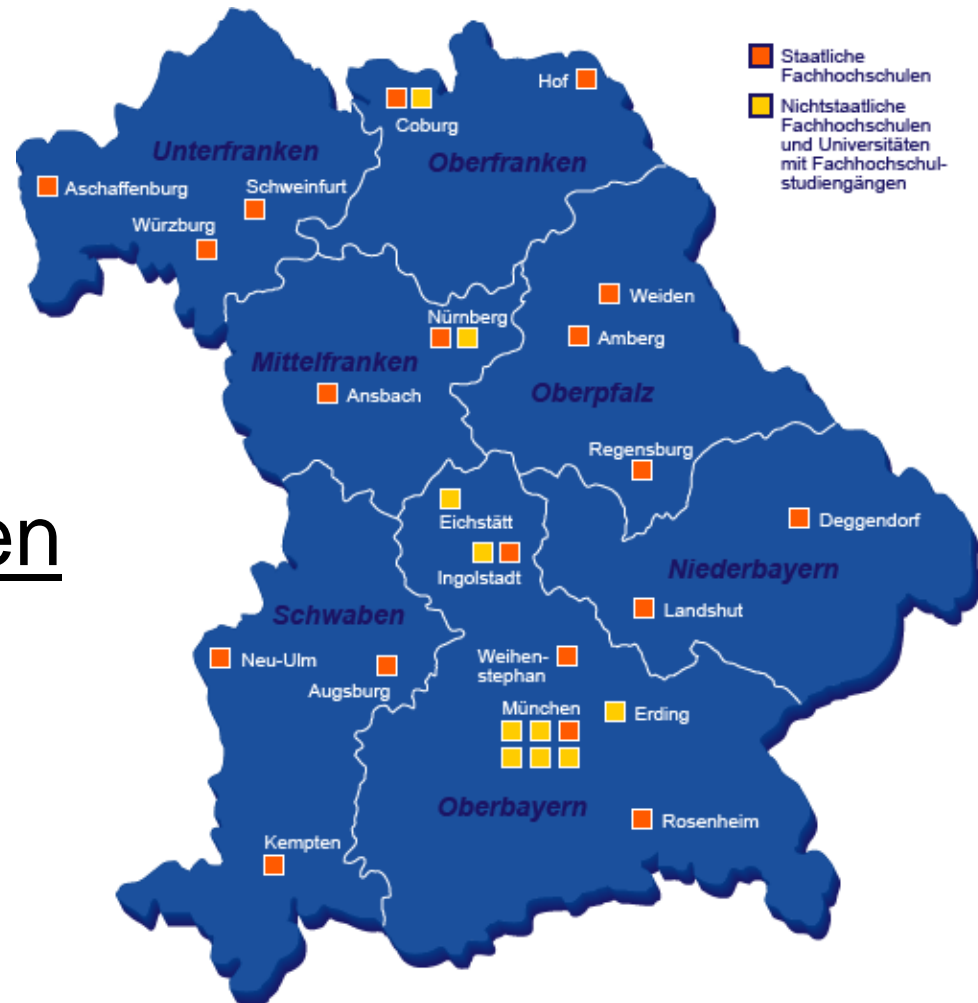 Staatliche
Fachhochschulen
Nichtstaatliche
Fachhochschulen
und Universitäten
mit Fachhochschul-
studiengängen
Hof
Coburg
Unterfranken
Oberfranken
Aschaffenburg
Schweinfurt
Würzburg
Weiden
Nürnberg
Amberg
Mittelfranken
Ansbach
Oberpfalz
Regensburg
Eichstätt
Deggendorf
en
Ingolstadt
Niederbayern
Landshut
Schwaben
Neu-Ulm
Augsburg
Weihen-
stephan
München
Erding
Oberbayern
Rosenheim
Kempten